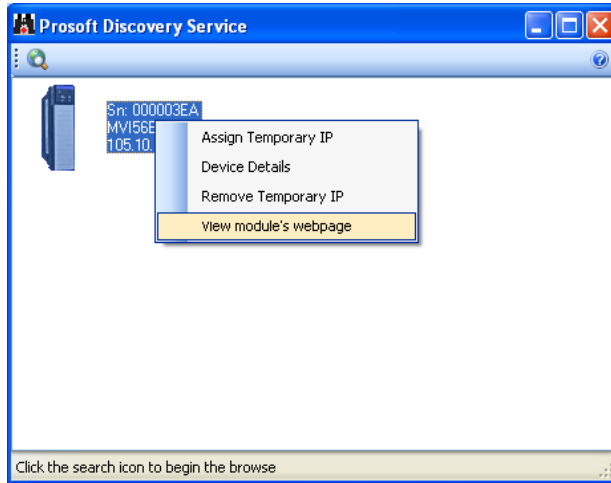 Prosoft Discovery Service
Sn: 000003EA
MVI56E
105.10.
Assign Temporary IP
Device Details
Remove Temporary IP
View module's webpage
Click the search icon to begin the browse